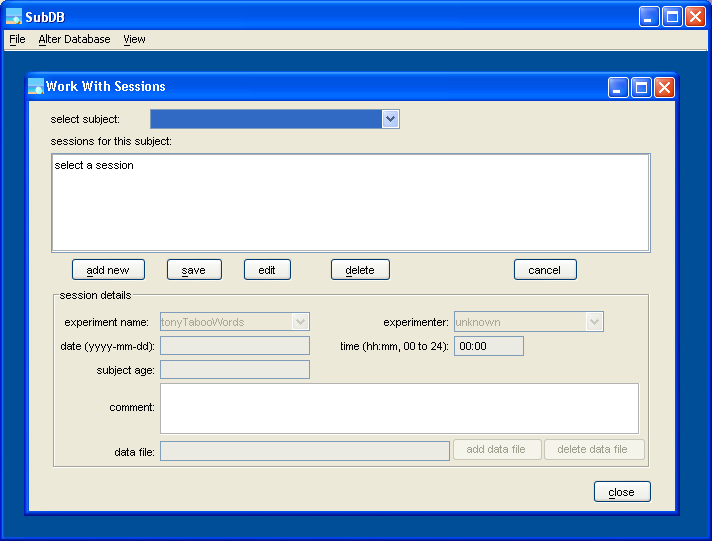 SubDB
File Alter Database View
Work With Sessions
select subject:
sessions for this subject:
select a session
add new save edit delete cancel
session details
experiment name: tonyTabooWords experimenter: unknown
date (yyyy-mm-dd): time (hh:mm, 00 to 24): 00:00
subject age:
comment:
data file: add data file delete data file
close